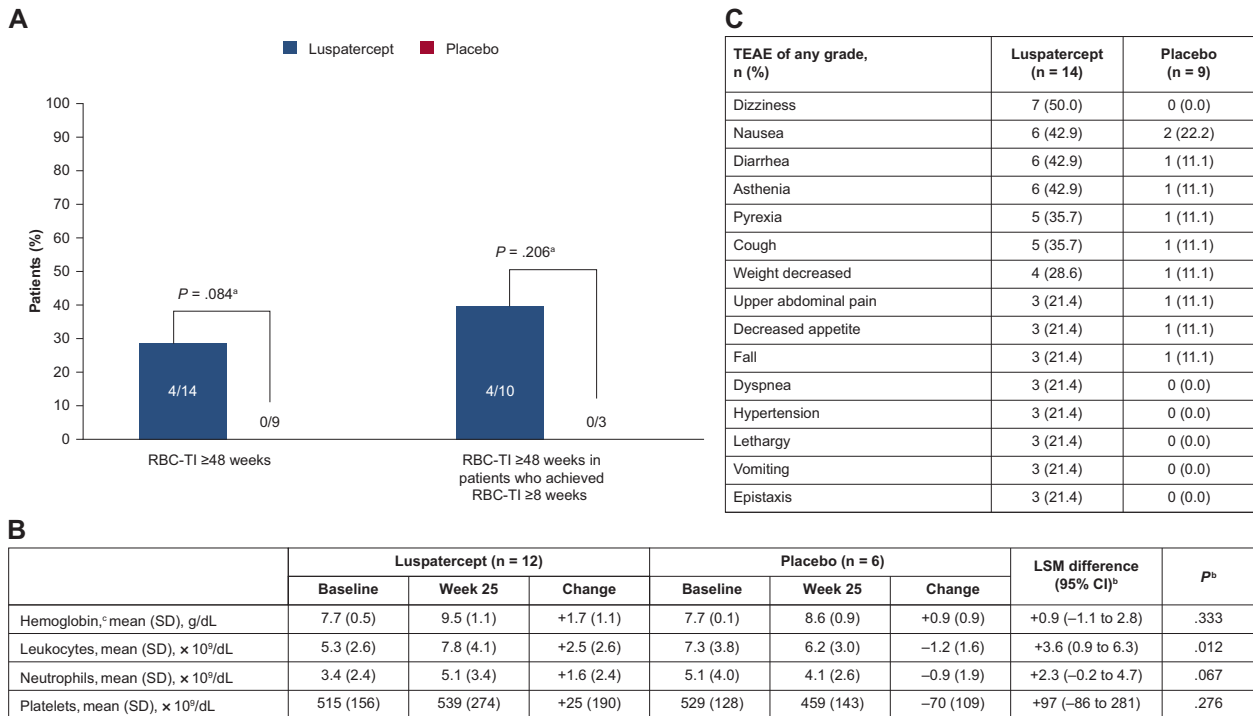 A
Luspatercept Placebo
Patients (%)
100
90
80
70
60
50
40
30
20
10
0
P = .084ᵃ
4/14
0/9
P = .206ᵃ
4/10
0/3
RBC-TI ≥48 weeks
RBC-TI ≥48 weeks in
patients who achieved
RBC-TI ≥8 weeks
C
TEAE of any grade,
n (%)
Luspatercept
(n = 14)
Placebo
(n = 9)
Dizziness 7 (50.0) 0 (0.0)
Nausea 6 (42.9) 2 (22.2)
Diarrhea 6 (42.9) 1 (11.1)
Asthenia 6 (42.9) 1 (11.1)
Pyrexia 5 (35.7) 1 (11.1)
Cough 5 (35.7) 1 (11.1)
Weight decreased 4 (28.6) 1 (11.1)
Upper abdominal pain 3 (21.4) 1 (11.1)
Decreased appetite 3 (21.4) 1 (11.1)
Fall 3 (21.4) 1 (11.1)
Dyspnea 3 (21.4) 0 (0.0)
Hypertension 3 (21.4) 0 (0.0)
Lethargy 3 (21.4) 0 (0.0)
Vomiting 3 (21.4) 0 (0.0)
Epistaxis 3 (21.4) 0 (0.0)
B
Luspatercept (n = 12) Placebo (n = 6)
LSM difference
(95% CI)ᵇ
Pᵇ
Baseline Week 25 Change Baseline Week 25 Change
Hemoglobin,ᶜ mean (SD), g/dL 7.7 (0.5) 9.5 (1.1) +1.7 (1.1) 7.7 (0.1) 8.6 (0.9) +0.9 (0.9) +0.9 (–1.1 to 2.8) .333
Leukocytes, mean (SD), × 10⁹/dL 5.3 (2.6) 7.8 (4.1) +2.5 (2.6) 7.3 (3.8) 6.2 (3.0) –1.2 (1.6) +3.6 (0.9 to 6.3) .012
Neutrophils, mean (SD), × 10⁹/dL 3.4 (2.4) 5.1 (3.4) +1.6 (2.4) 5.1 (4.0) 4.1 (2.6) –0.9 (1.9) +2.3 (–0.2 to 4.7) .067
Platelets, mean (SD), × 10⁹/dL 515 (156) 539 (274) +25 (190) 529 (128) 459 (143) –70 (109) +97 (–86 to 281) .276